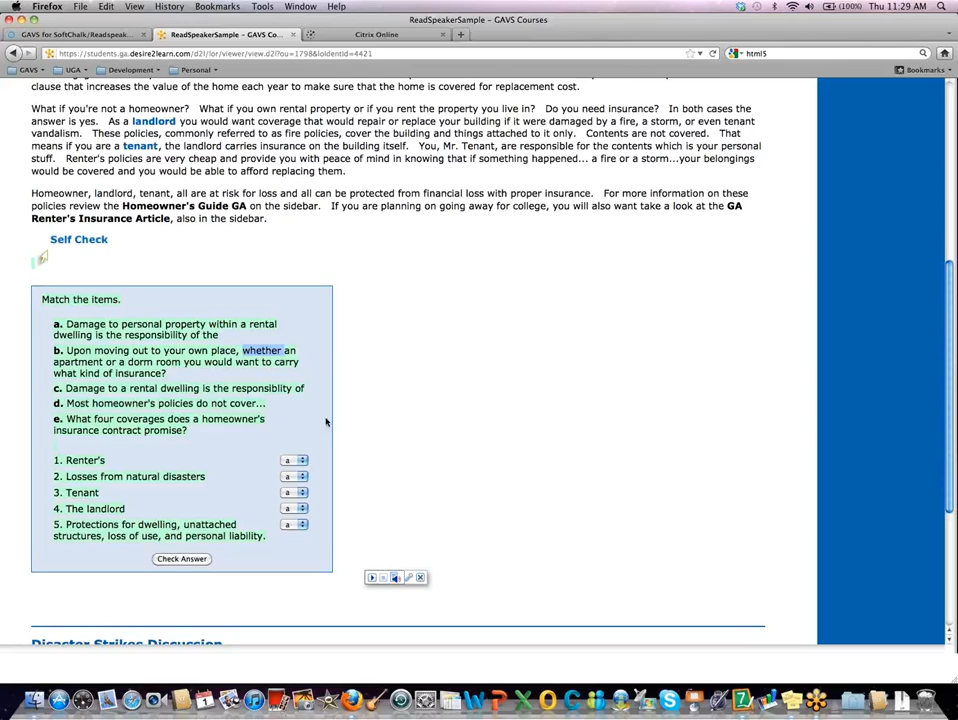 Firefox File Edit View History Bookmarks Tools Window Help (100%) Thu 11:29 AM
ReadSpeakerSample – GAVS Courses
GAVS for SoftChalk/Readspeak... ReadSpeakerSample – GAVS Co... Citrix Online
https://students.ga.desire2learn.com/d2l/lor/viewer/view.d2l?ou=1798&loIdentId=4421 html5
GAVS UGA Development Personal Bookmarks
clause that increases the value of the home each year to make sure that the home is covered for replacement cost.
What if you're not a homeowner? What if you own rental property or if you rent the property you live in? Do you need insurance? In both cases the
answer is yes. As a landlord you would want coverage that would repair or replace your building if it were damaged by a fire, a storm, or even tenant
vandalism. These policies, commonly referred to as fire policies, cover the building and things attached to it only. Contents are not covered. That
means if you are a tenant, the landlord carries insurance on the building itself. You, Mr. Tenant, are responsible for the contents which is your personal
stuff. Renter's policies are very cheap and provide you with peace of mind in knowing that if something happened... a fire or a storm...your belongings
would be covered and you would be able to afford replacing them.
Homeowner, landlord, tenant, all are at risk for loss and all can be protected from financial loss with proper insurance. For more information on these
policies review the Homeowner's Guide GA on the sidebar. If you are planning on going away for college, you will also want take a look at the GA
Renter's Insurance Article, also in the sidebar.
Self Check
Match the items.
a. Damage to personal property within a rental
dwelling is the responsibility of the
b. Upon moving out to your own place, whether an
apartment or a dorm room you would want to carry
what kind of insurance?
c. Damage to a rental dwelling is the responsiblity of
d. Most homeowner's policies do not cover...
e. What four coverages does a homeowner's
insurance contract promise?
1. Renter's a
2. Losses from natural disasters a
3. Tenant a
4. The landlord a
5. Protections for dwelling, unattached a
structures, loss of use, and personal liability.
Check Answer
Disaster Strikes Discussion